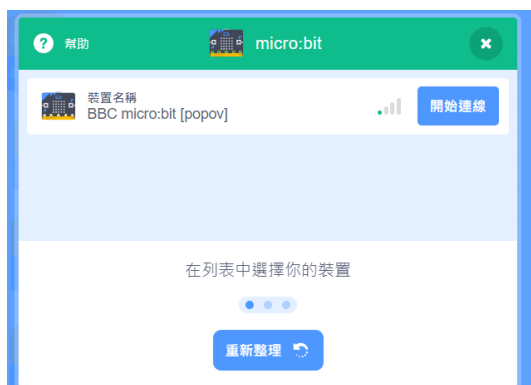 幫助
micro:bit
裝置名稱
BBC micro:bit [popov]
開始連線
在列表中選擇你的裝置
重新整理